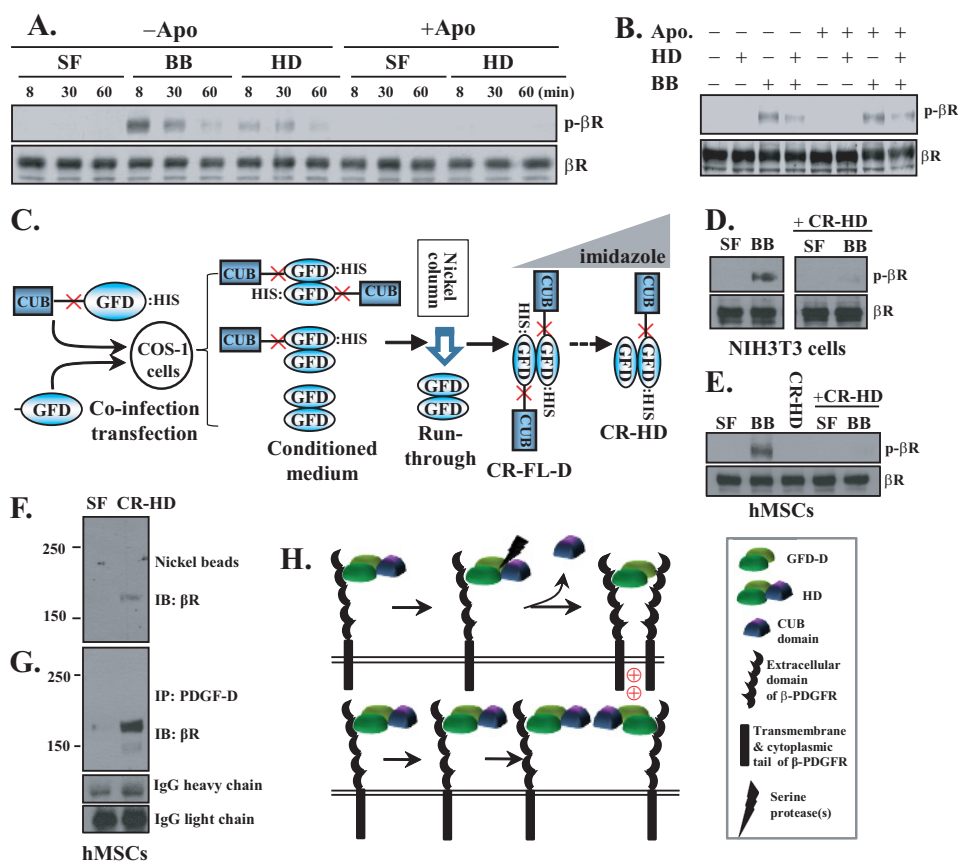 A.
−Apo +Apo
SF BB HD SF HD
8 30 60 8 30 60 8 30 60 8 30 60 8 30 60 (min)
p-βR
βR
B.
Apo. − − − − + + + +
HD − + − + − + − +
BB − − + + − − + +
p-βR
βR
C.
CUB GFD :HIS
COS-1
cells
GFD
Co-infection
transfection
CUB GFD :HIS
HIS: GFD CUB
CUB GFD :HIS
GFD
GFD
GFD
Conditioned
medium
Nickel
column
GFD
GFD
Run-
through
imidazole
CUB
HIS:
GFD GFD
:HIS
CUB
CR-FL-D
CUB
GFD GFD
:HIS
CR-HD
D.
+ CR-HD
SF BB SF BB
p-βR
βR
NIH3T3 cells
E.
SF BB CR-HD +CR-HD
SF BB
p-βR
βR
hMSCs
F.
SF CR-HD
250
150
Nickel beads
IB: βR
G.
250
150
IP: PDGF-D
IB: βR
IgG heavy chain
IgG light chain
hMSCs
H.
GFD-D
HD
CUB
domain
Extracellular
domain
of β-PDGFR
Transmembrane
& cytoplasmic
tail of β-PDGFR
Serine
protease(s)